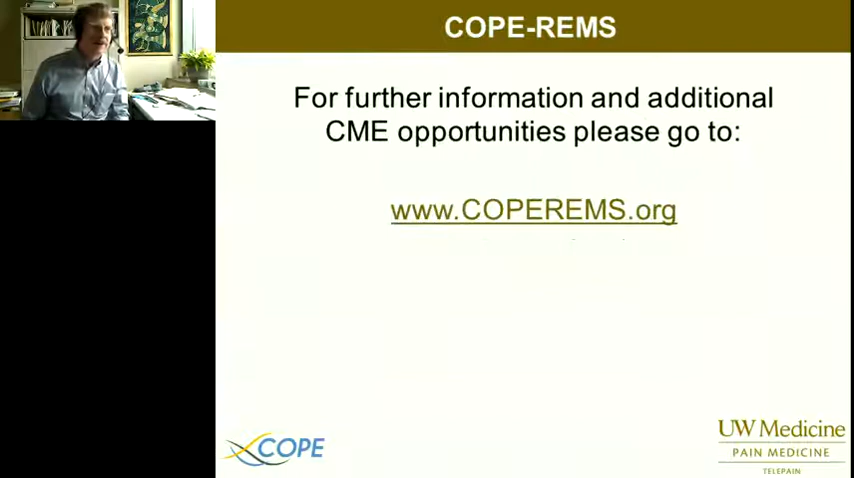 COPE-REMS
For further information and additional
CME opportunities please go to:
www.COPEREMS.org
COPE
UW Medicine
PAIN MEDICINE
TELEPAIN